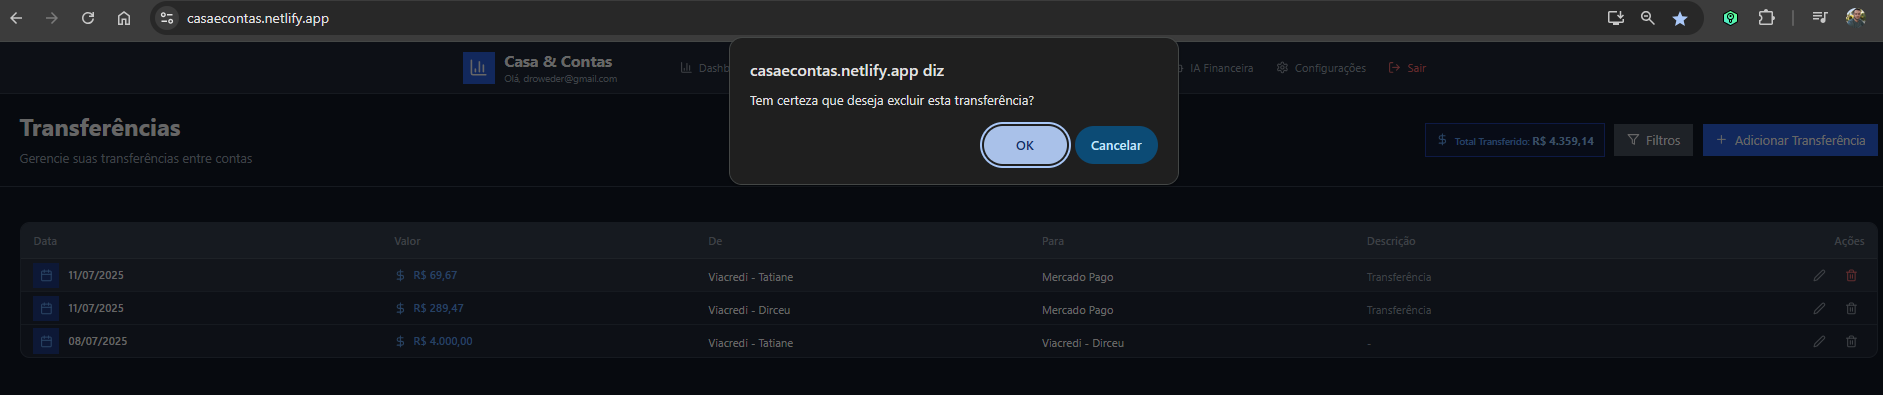 casaecontas.netlify.app
Casa & Contas
Olá, droweder@gmail.com
Dashb
IA Financeira
Configurações
Sair
casaecontas.netlify.app diz
Tem certeza que deseja excluir esta transferência?
OK
Cancelar
Transferências
Gerencie suas transferências entre contas
$ Total Transferido: R$ 4.359,14
Filtros
+ Adicionar Transferência
Data Valor De Para Descrição Ações
11/07/2025 $ R$ 69,67 Viacredi - Tatiane Mercado Pago Transferência
11/07/2025 $ R$ 289,47 Viacredi - Dirceu Mercado Pago Transferência
08/07/2025 $ R$ 4.000,00 Viacredi - Tatiane Viacredi - Dirceu -